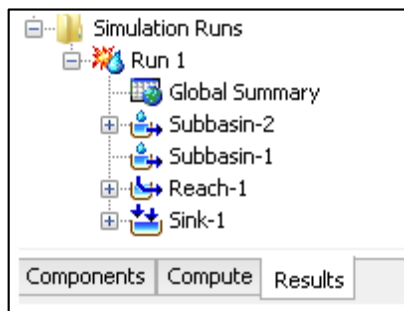 Simulation Runs
Run 1
Global Summary
Subbasin-2
Subbasin-1
Reach-1
Sink-1
Components Compute Results